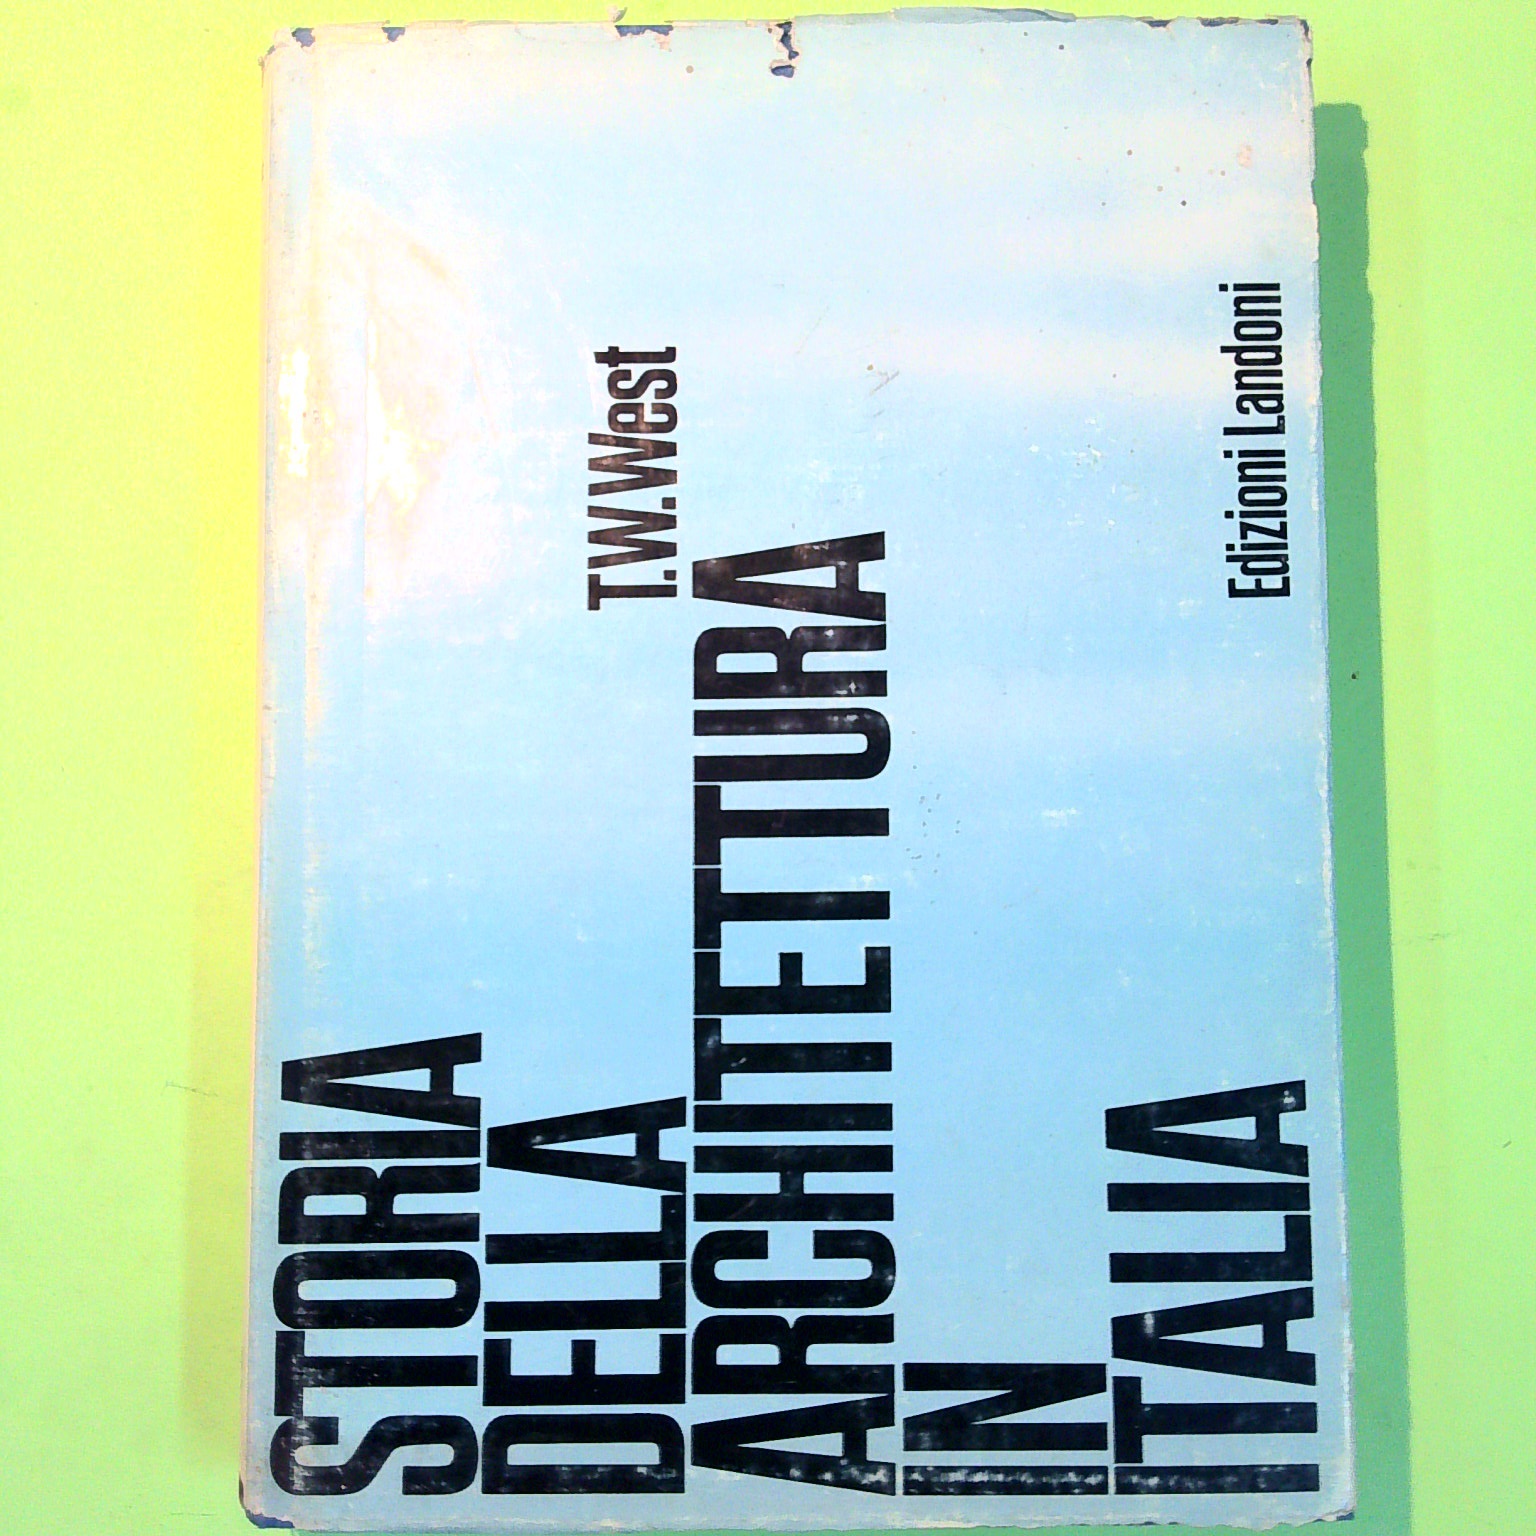 STORIA
DELLA
T.W.West
ARCHITETTURA
IN
ITALIA
Edizioni Landoni